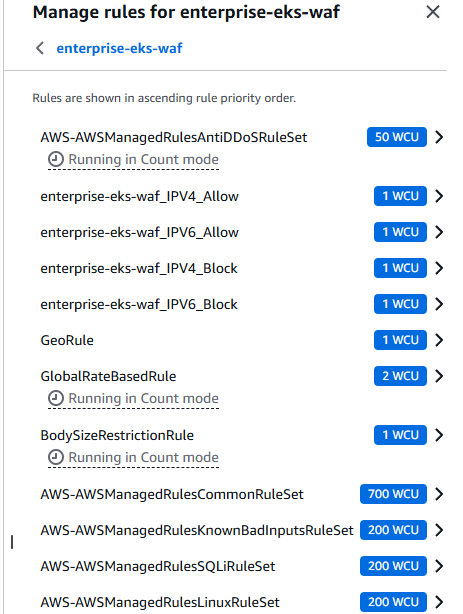 Manage rules for enterprise-eks-waf
enterprise-eks-waf
Rules are shown in ascending rule priority order.
AWS-AWSManagedRulesAntiDDoSRuleSet 50 WCU
Running in Count mode
enterprise-eks-waf_IPV4_Allow 1 WCU
enterprise-eks-waf_IPV6_Allow 1 WCU
enterprise-eks-waf_IPV4_Block 1 WCU
enterprise-eks-waf_IPV6_Block 1 WCU
GeoRule 1 WCU
GlobalRateBasedRule 2 WCU
Running in Count mode
BodySizeRestrictionRule 1 WCU
Running in Count mode
AWS-AWSManagedRulesCommonRuleSet 700 WCU
AWS-AWSManagedRulesKnownBadInputsRuleSet 200 WCU
AWS-AWSManagedRulesSQLiRuleSet 200 WCU
AWS-AWSManagedRulesLinuxRuleSet 200 WCU